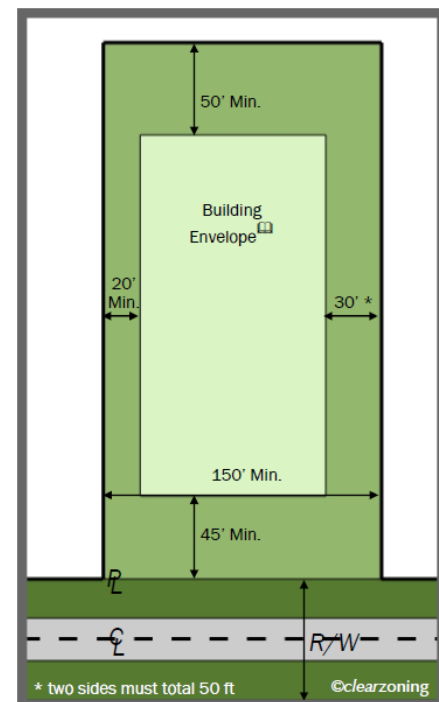 50' Min.
Building
Envelope
20'
Min.
30' *
150' Min.
45' Min.
PL
CL
R/W
* two sides must total 50 ft
©clearzoning